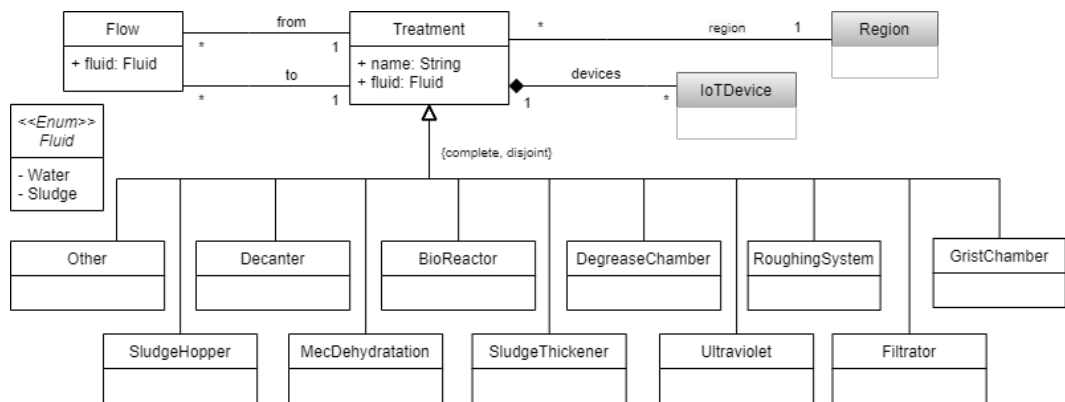 Flow
+ fluid: Fluid
from
*
1
to
*
1
Treatment
+ name: String
+ fluid: Fluid
*
region
1
Region
devices
1
*
IoTDevice
<<Enum>>
Fluid
- Water
- Sludge
{complete, disjoint}
Other
Decanter
BioReactor
DegreaseChamber
RoughingSystem
GristChamber
SludgeHopper
MecDehydratation
SludgeThickener
Ultraviolet
Filtrator